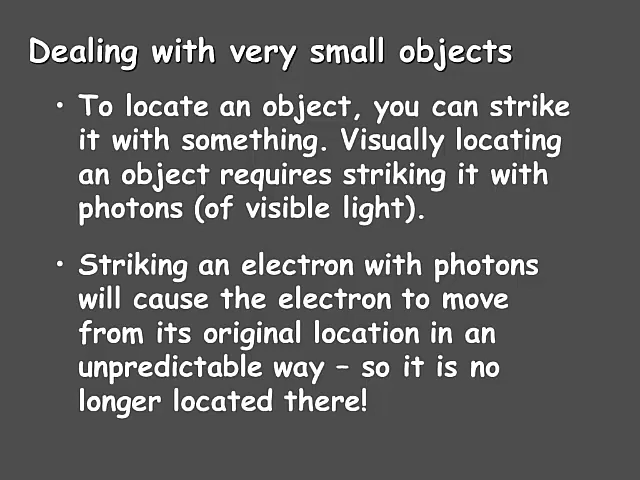 Dealing with very small objects
• To locate an object, you can strike
it with something. Visually locating
an object requires striking it with
photons (of visible light).
• Striking an electron with photons
will cause the electron to move
from its original location in an
unpredictable way – so it is no
longer located there!